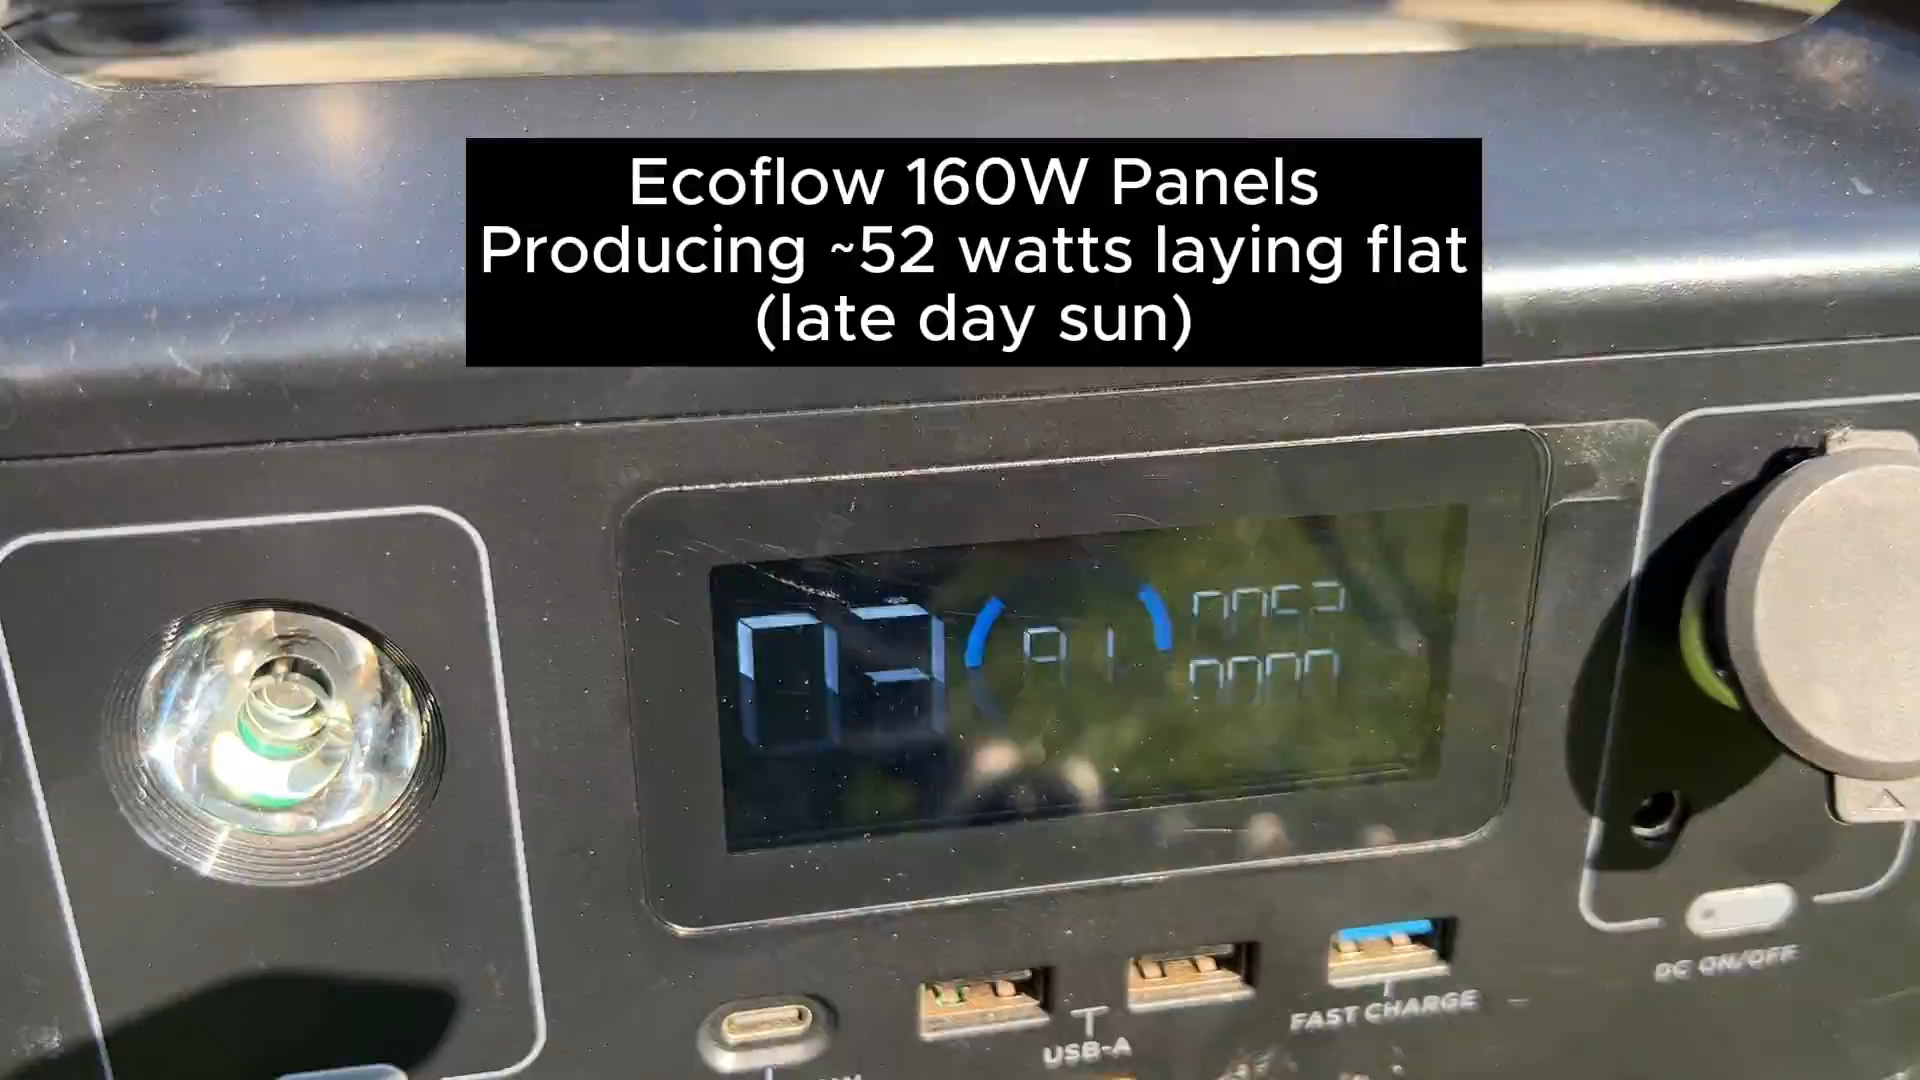 Ecoflow 160W Panels
Producing ~52 watts laying flat
(late day sun)
DC ON/OFF
FAST CHARGE
USB-A